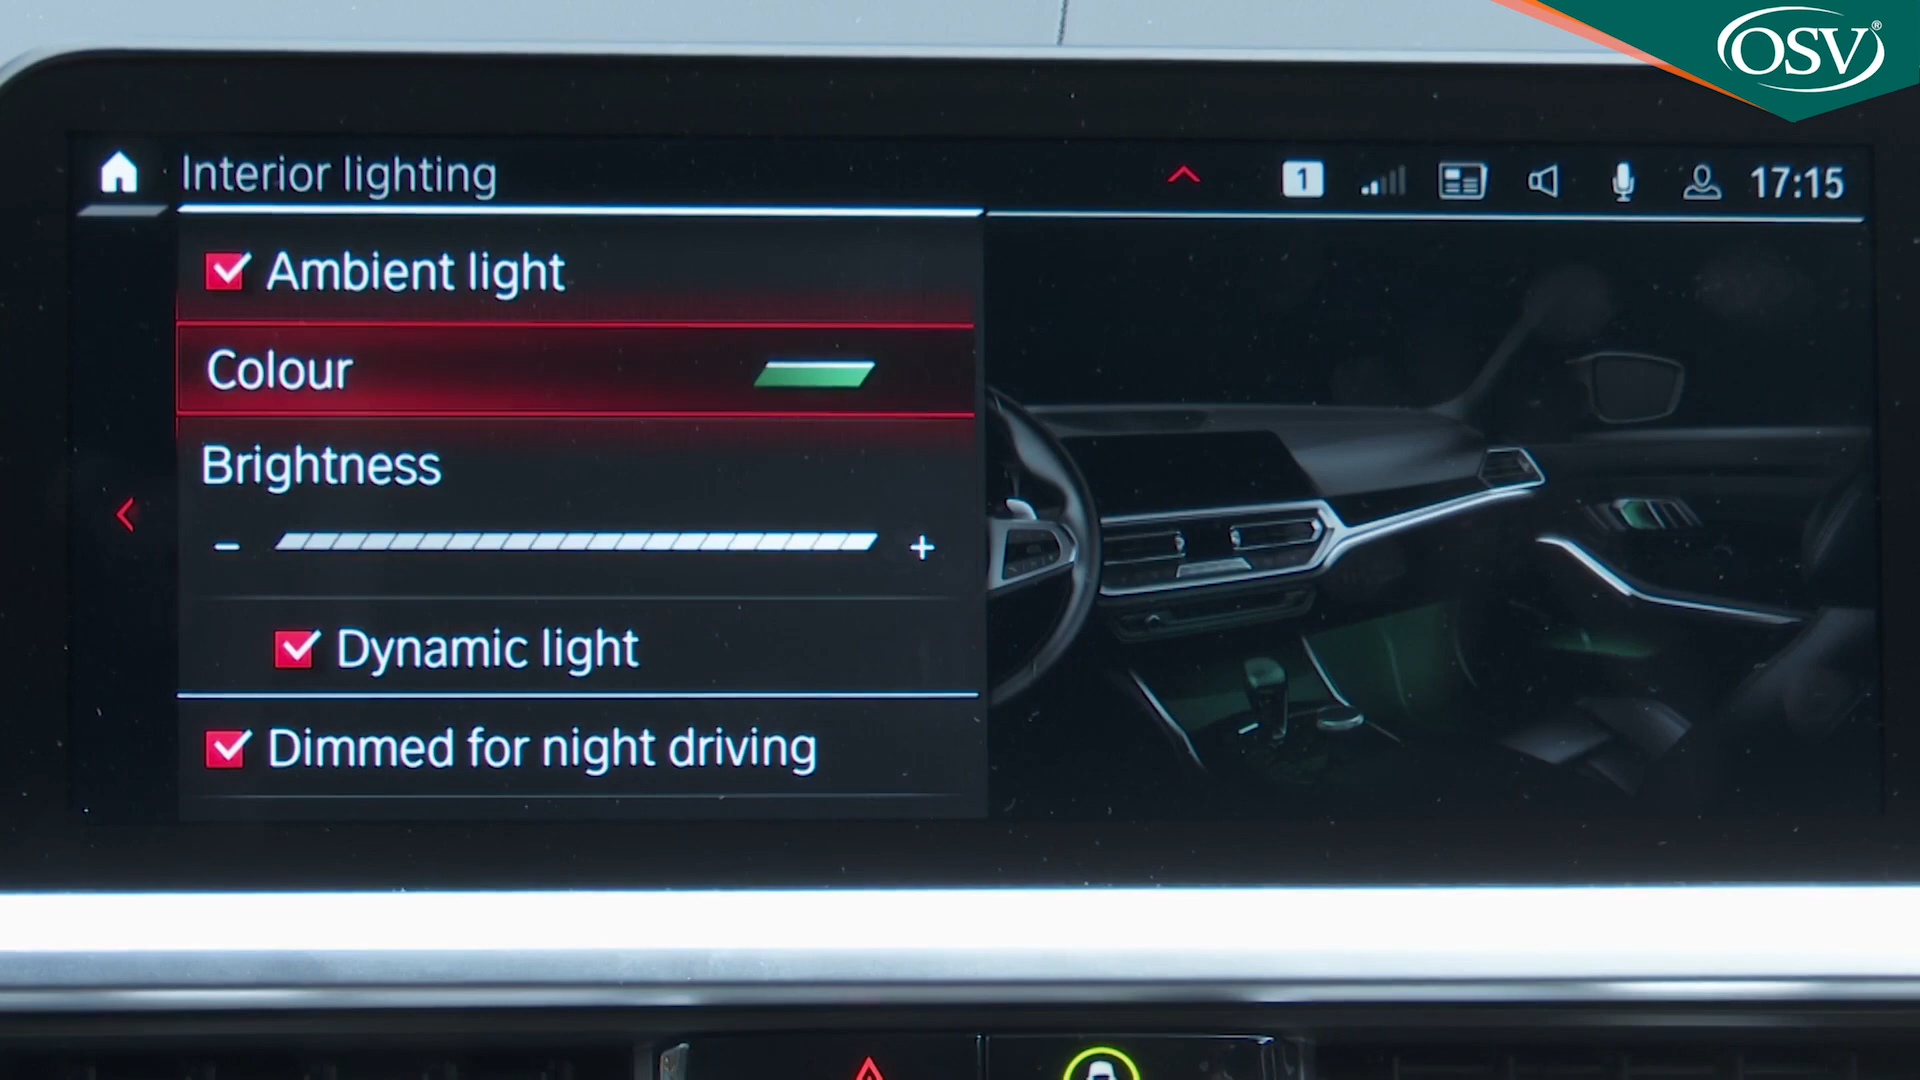 OSV®
Interior lighting
1
17:15
Ambient light
Colour
Brightness
- +
Dynamic light
Dimmed for night driving